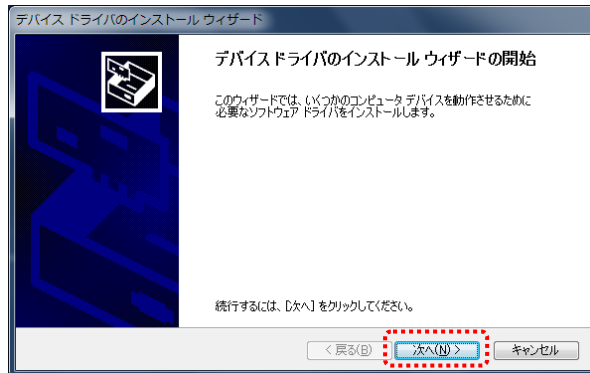 デバイス ドライバのインストール ウィザード
デバイス ドライバのインストール ウィザードの開始
このウィザードでは、いくつかのコンピュータ デバイスを動作させるために
必要なソフトウェア ドライバをインストールします。
続行するには、[次へ] をクリックしてください。
< 戻る(B)
次へ(N) >
キャンセル